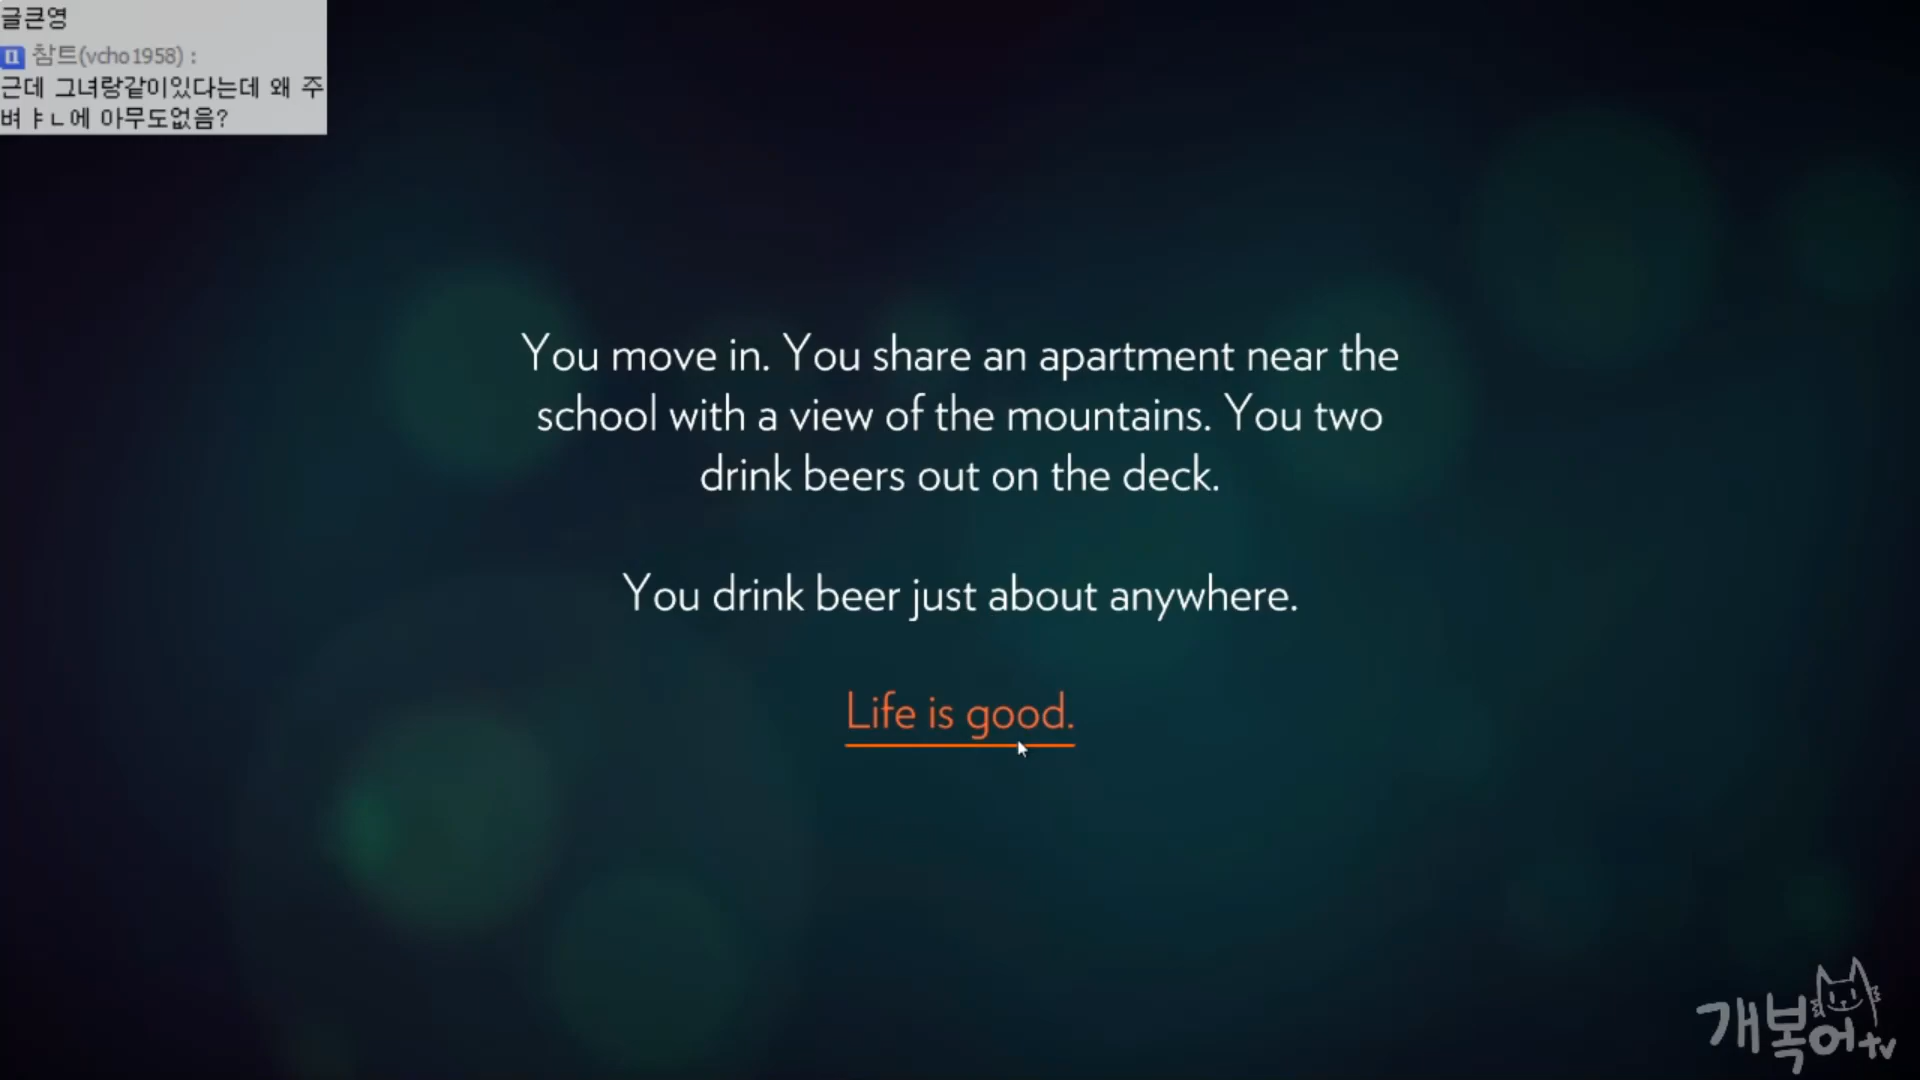 글큰영
참트(vcho1958) :
근데 그녀랑같이있다는데 왜 주
벼ㅑㄴ에 아무도없음?
You move in. You share an apartment near the
school with a view of the mountains. You two
drink beers out on the deck.
You drink beer just about anywhere.
Life is good.
개복어tv